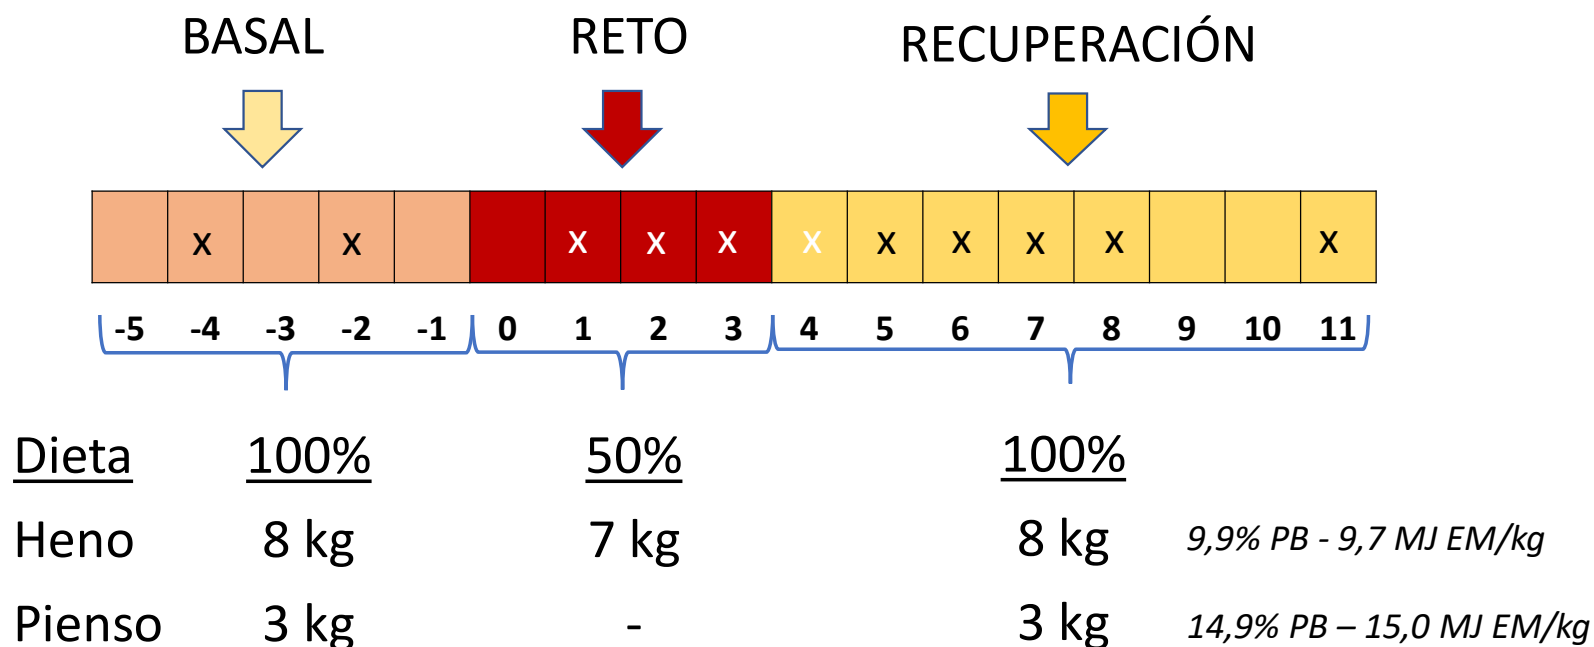 BASAL RETO RECUPERACIÓN
x x x x x x x x x x x
-5 -4 -3 -2 -1 0 1 2 3 4 5 6 7 8 9 10 11
Dieta 100% 50% 100%
Heno 8 kg 7 kg 8 kg 9,9% PB - 9,7 MJ EM/kg
Pienso 3 kg - 3 kg 14,9% PB – 15,0 MJ EM/kg